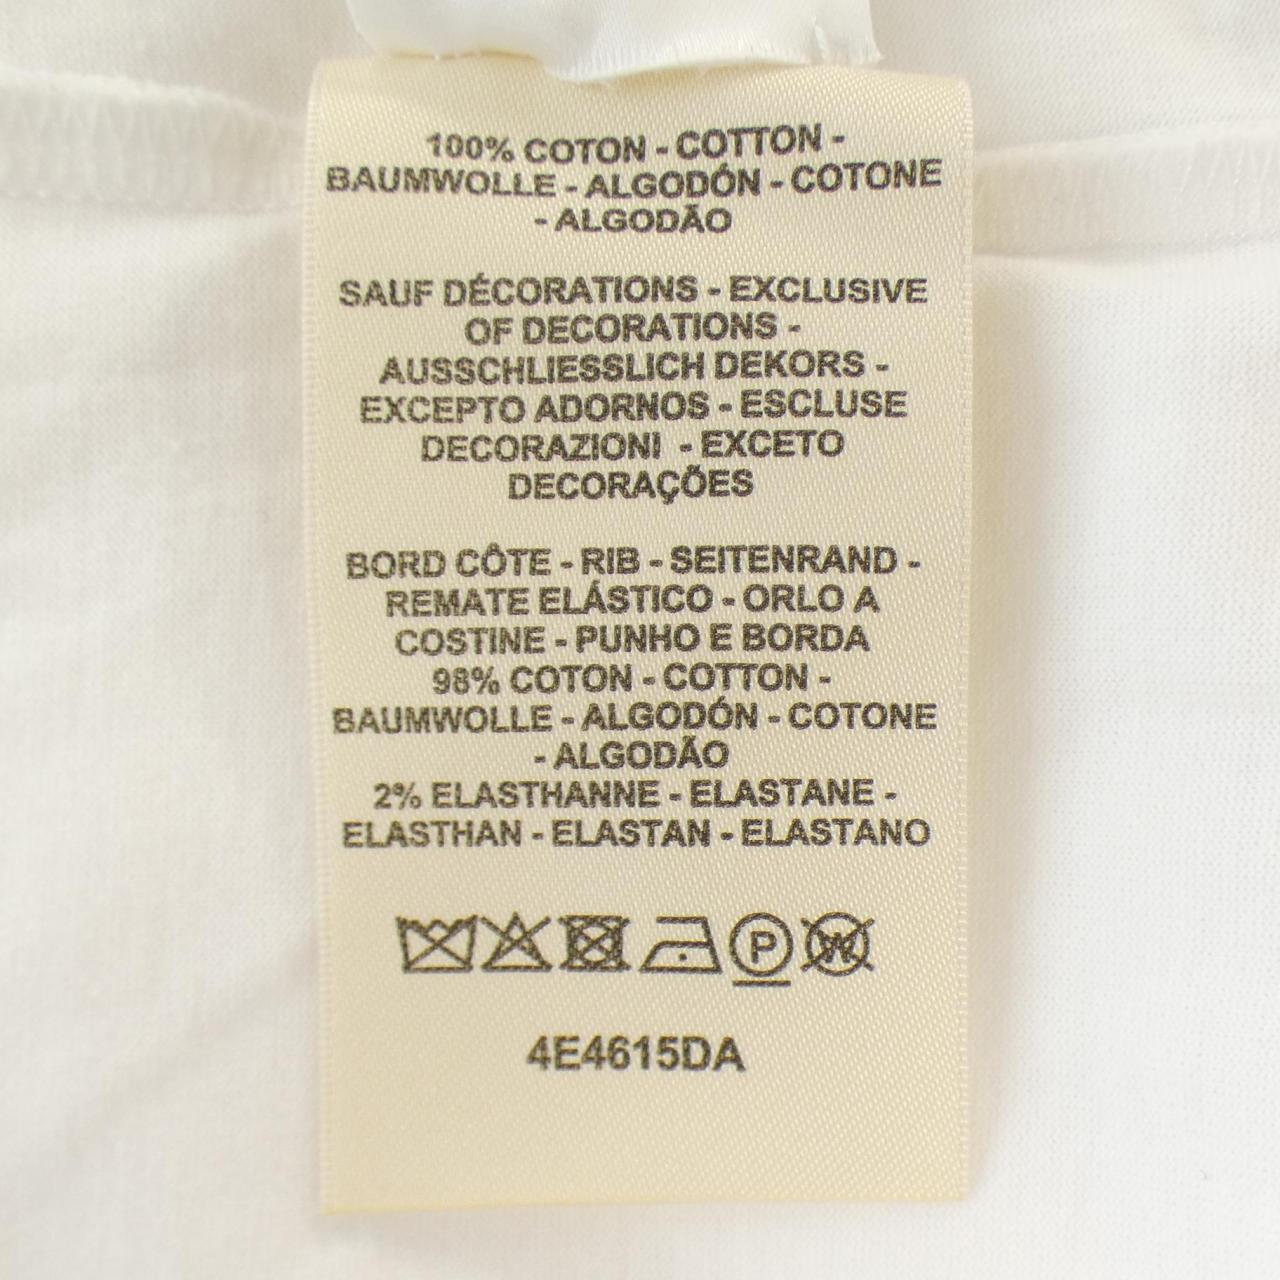 100% COTON - COTTON -
BAUMWOLLE - ALGODÓN - COTONE
- ALGODÃO
SAUF DÉCORATIONS - EXCLUSIVE
OF DECORATIONS -
AUSSCHLIESSLICH DEKORS -
EXCEPTO ADORNOS - ESCLUSE
DECORAZIONI - EXCETO
DECORAÇÕES
BORD CÔTE - RIB - SEITENRAND -
REMATE ELÁSTICO - ORLO A
COSTINE - PUNHO E BORDA
98% COTON - COTTON -
BAUMWOLLE - ALGODÓN - COTONE
- ALGODÃO
2% ELASTHANNE - ELASTANE -
ELASTHAN - ELASTAN - ELASTANO
P W
4E4615DA